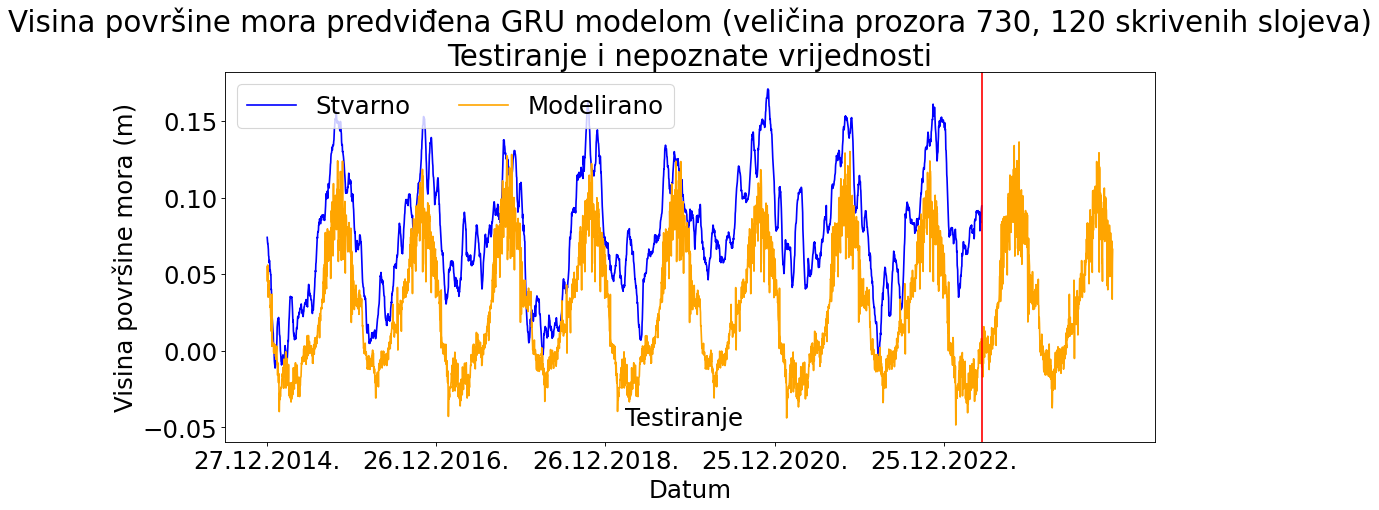 Visina površine mora predviđena GRU modelom (veličina prozora 730, 120 skrivenih slojeva)
Testiranje i nepoznate vrijednosti
Stvarno
Modelirano
Visina površine mora (m)
0.15
0.10
0.05
0.00
−0.05
Testiranje
27.12.2014.
26.12.2016.
26.12.2018.
25.12.2020.
25.12.2022.
Datum